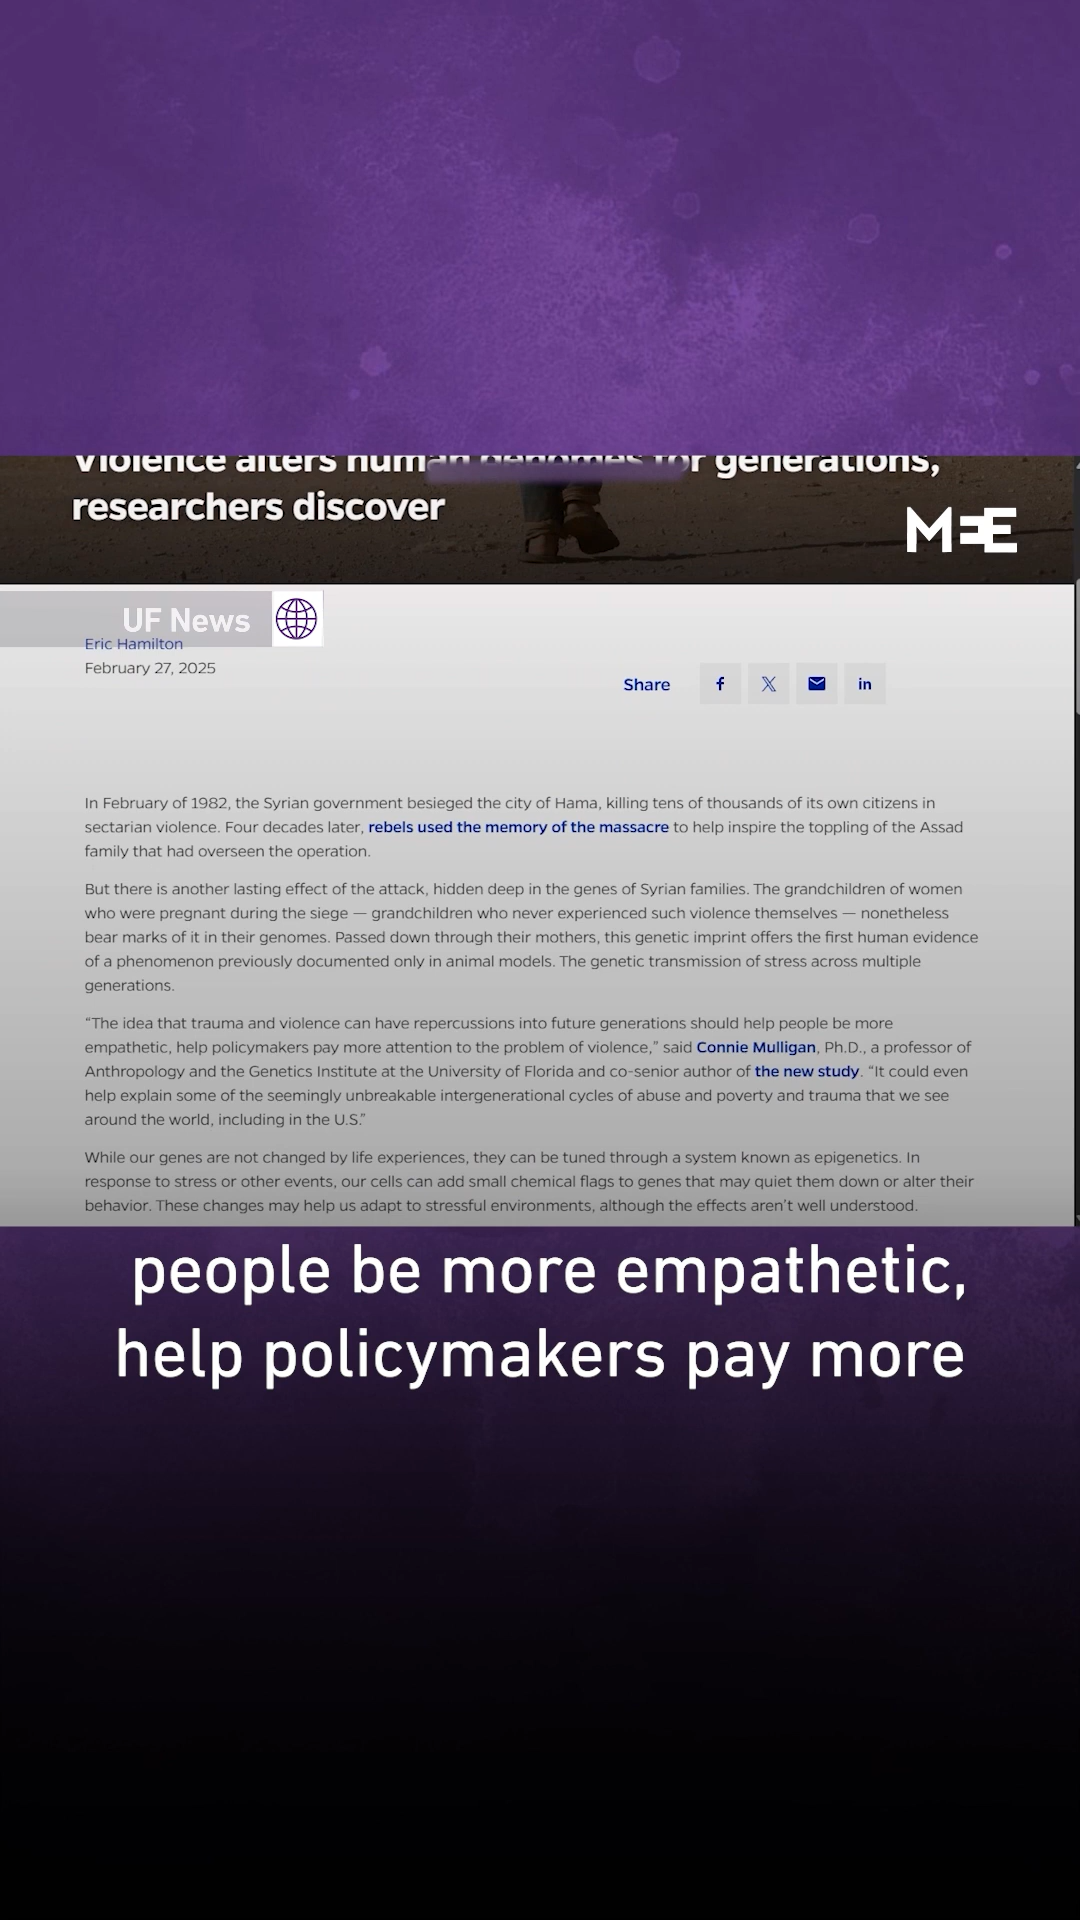 Violence alters human genomes for generations,
researchers discover
MEE
UF News
Eric Hamilton
February 27, 2025
Share
In February of 1982, the Syrian government besieged the city of Hama, killing tens of thousands of its own citizens in
sectarian violence. Four decades later, rebels used the memory of the massacre to help inspire the toppling of the Assad
family that had overseen the operation.
But there is another lasting effect of the attack, hidden deep in the genes of Syrian families. The grandchildren of women
who were pregnant during the siege — grandchildren who never experienced such violence themselves — nonetheless
bear marks of it in their genomes. Passed down through their mothers, this genetic imprint offers the first human evidence
of a phenomenon previously documented only in animal models. The genetic transmission of stress across multiple
generations.
“The idea that trauma and violence can have repercussions into future generations should help people be more
empathetic, help policymakers pay more attention to the problem of violence,” said Connie Mulligan, Ph.D., a professor of
Anthropology and the Genetics Institute at the University of Florida and co-senior author of the new study. “It could even
help explain some of the seemingly unbreakable intergenerational cycles of abuse and poverty and trauma that we see
around the world, including in the U.S.”
While our genes are not changed by life experiences, they can be tuned through a system known as epigenetics. In
response to stress or other events, our cells can add small chemical flags to genes that may quiet them down or alter their
behavior. These changes may help us adapt to stressful environments, although the effects aren’t well understood.
people be more empathetic,
help policymakers pay more